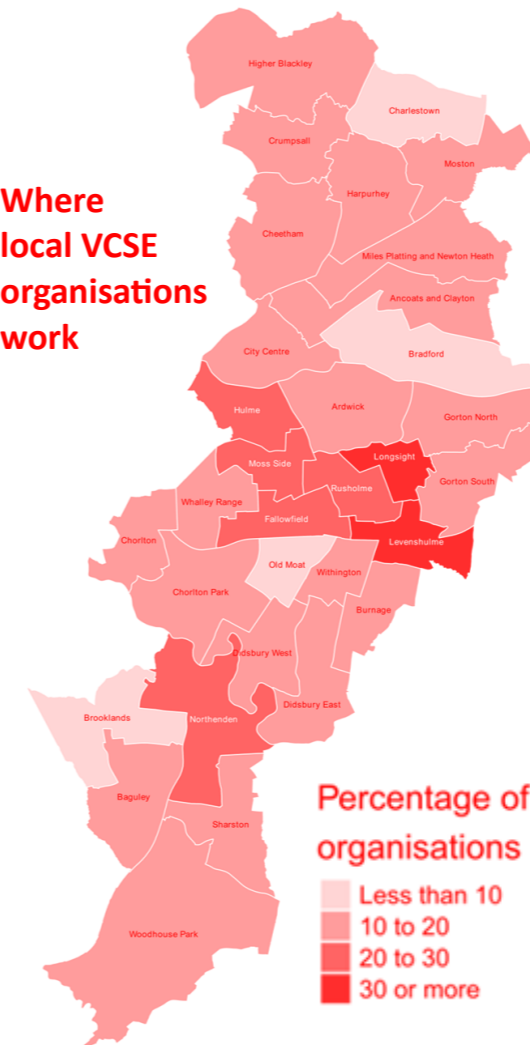 Higher Blackley
Charlestown
Crumpsall
Moston
Harpurhey
Where
local VCSE
organisations
work
Cheetham
Miles Platting and Newton Heath
Ancoats and Clayton
City Centre
Bradford
Hulme
Ardwick
Gorton North
Moss Side
Longsight
Rusholme
Gorton South
Whalley Range
Fallowfield
Chorlton
Levenshulme
Old Moat
Withington
Chorlton Park
Burnage
Didsbury West
Didsbury East
Brooklands
Northenden
Baguley
Sharston
Woodhouse Park
Percentage of
organisations
Less than 10
10 to 20
20 to 30
30 or more